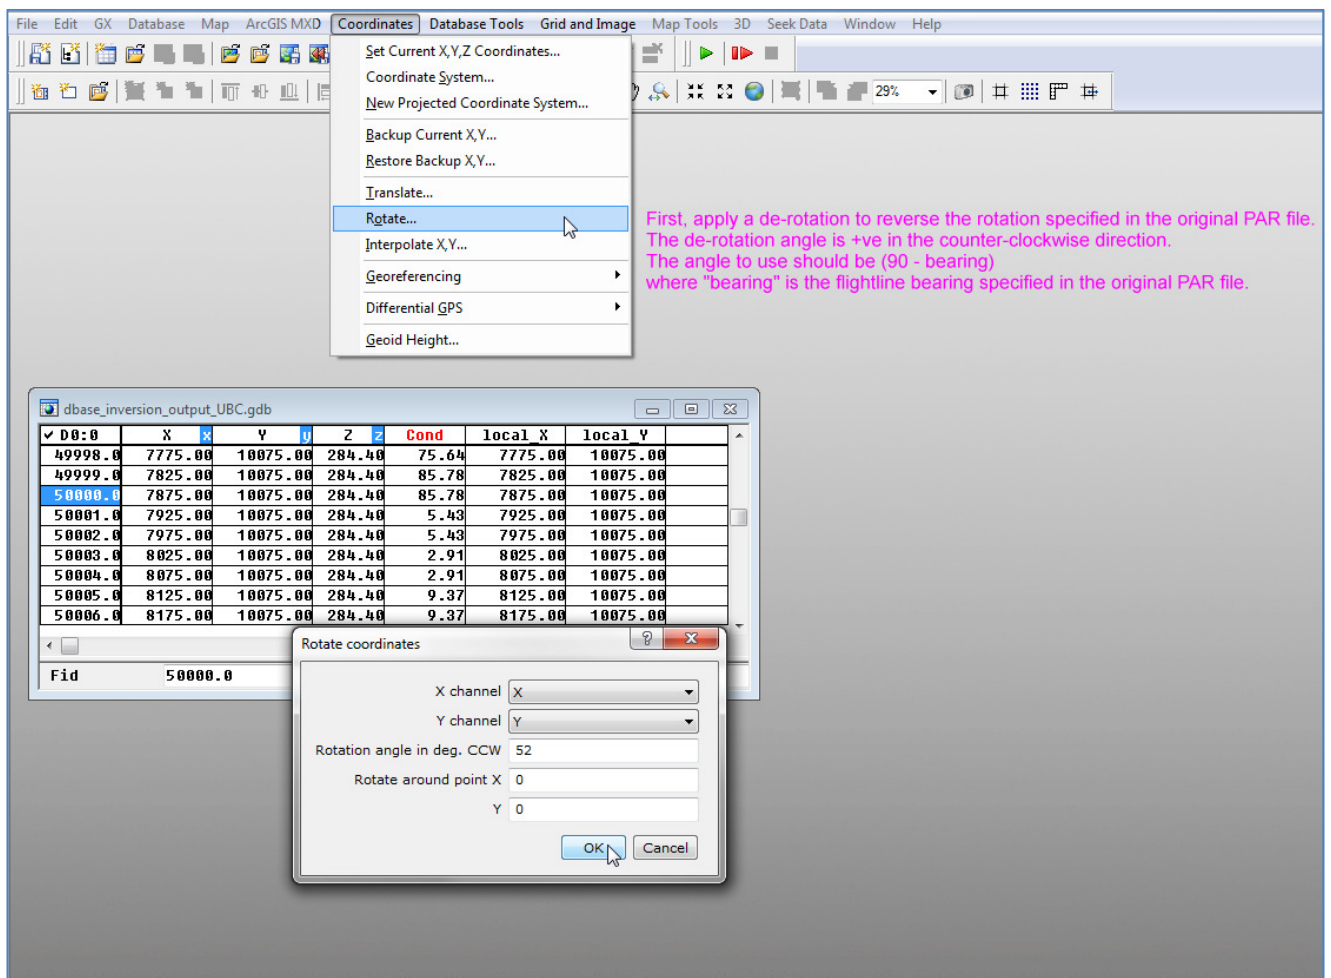 File Edit GX Database Map ArcGIS MXD Coordinates Database Tools Grid and Image Map Tools 3D Seek Data Window Help
Set Current X,Y,Z Coordinates...
Coordinate System...
New Projected Coordinate System...
29%
Backup Current X,Y...
Restore Backup X,Y...
Translate...
Rotate...
Interpolate X,Y...
Georeferencing
Differential GPS
Geoid Height...
First, apply a de-rotation to reverse the rotation specified in the original PAR file.
The de-rotation angle is +ve in the counter-clockwise direction.
The angle to use should be (90 - bearing)
where "bearing" is the flightline bearing specified in the original PAR file.
dbase_inversion_output_UBC.gdb
✓ D0:0 X x Y y Z z Cond local_X local_Y
49998.0 7775.00 10075.00 284.40 75.64 7775.00 10075.00
49999.0 7825.00 10075.00 284.40 85.78 7825.00 10075.00
50000.0 7875.00 10075.00 284.40 85.78 7875.00 10075.00
50001.0 7925.00 10075.00 284.40 5.43 7925.00 10075.00
50002.0 7975.00 10075.00 284.40 5.43 7975.00 10075.00
50003.0 8025.00 10075.00 284.40 2.91 8025.00 10075.00
50004.0 8075.00 10075.00 284.40 2.91 8075.00 10075.00
50005.0 8125.00 10075.00 284.40 9.37 8125.00 10075.00
50006.0 8175.00 10075.00 284.40 9.37 8175.00 10075.00
Fid 50000.0
Rotate coordinates
X channel X
Y channel Y
Rotation angle in deg. CCW 52
Rotate around point X 0
Y 0
OK Cancel